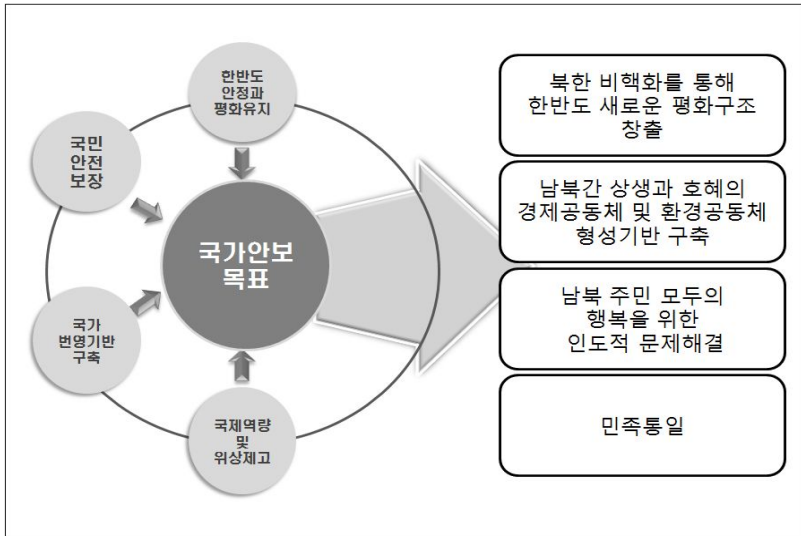 한반도
안정과
평화유지
국민
안전
보장
국가안보
목표
국가
번영기반
구축
국제역량
및
위상제고
북한 비핵화를 통해
한반도 새로운 평화구조
창출
남북간 상생과 호혜의
경제공동체 및 환경공동체
형성기반 구축
남북 주민 모두의
행복을 위한
인도적 문제해결
민족통일